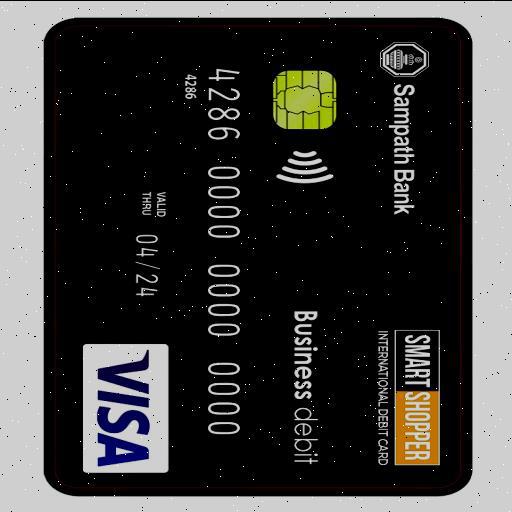 Sampath Bank
SMART SHOPPER
INTERNATIONAL DEBIT CARD
Business debit
4286 0000 0000 0000
4286
VALID
THRU
04/24
VISA